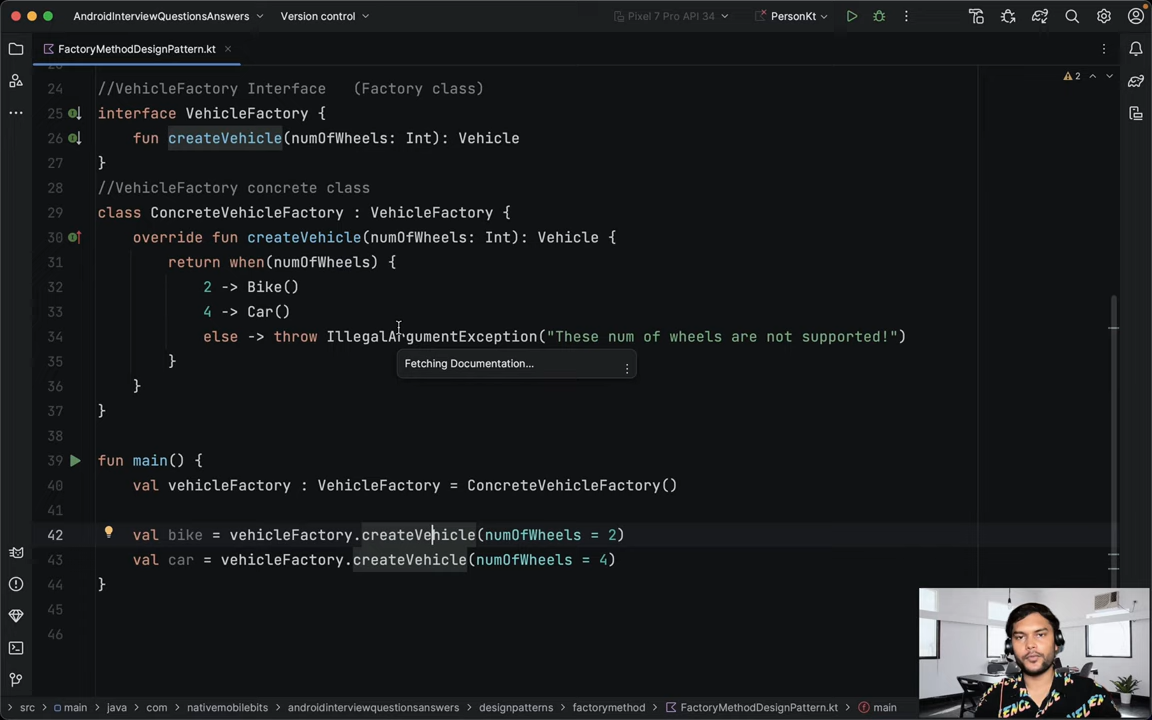 AndroidInterviewQuestionsAnswers Version control Pixel 7 Pro API 34 PersonKt
FactoryMethodDesignPattern.kt
24 //VehicleFactory Interface (Factory class) 2
25 interface VehicleFactory {
26 fun createVehicle(numOfWheels: Int): Vehicle
27 }
28 //VehicleFactory concrete class
29 class ConcreteVehicleFactory : VehicleFactory {
30 override fun createVehicle(numOfWheels: Int): Vehicle {
31 return when(numOfWheels) {
32 2 -> Bike()
33 4 -> Car()
34 else -> throw IllegalArgumentException("These num of wheels are not supported!")
35 }
Fetching Documentation...
36 }
37 }
38
39 fun main() {
40 val vehicleFactory : VehicleFactory = ConcreteVehicleFactory()
41
42 val bike = vehicleFactory.createVehicle(numOfWheels = 2)
43 val car = vehicleFactory.createVehicle(numOfWheels = 4)
44 }
45
46
src main java com nativemobilebits androidinterviewquestionsanswers designpatterns factorymethod FactoryMethodDesignPattern.kt main